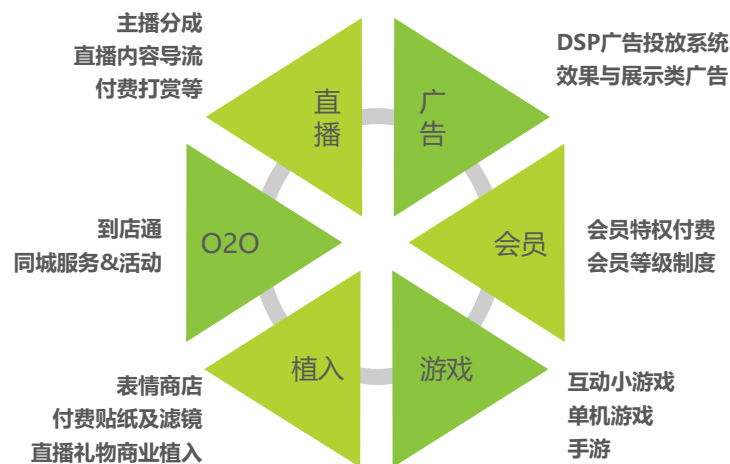 主播分成
直播内容导流
付费打赏等
直
播
广
告
DSP广告投放系统
效果与展示类广告
到店通
同城服务&活动
O2O
会员
会员特权付费
会员等级制度
表情商店
付费贴纸及滤镜
直播礼物商业植入
植入
游戏
互动小游戏
单机游戏
手游